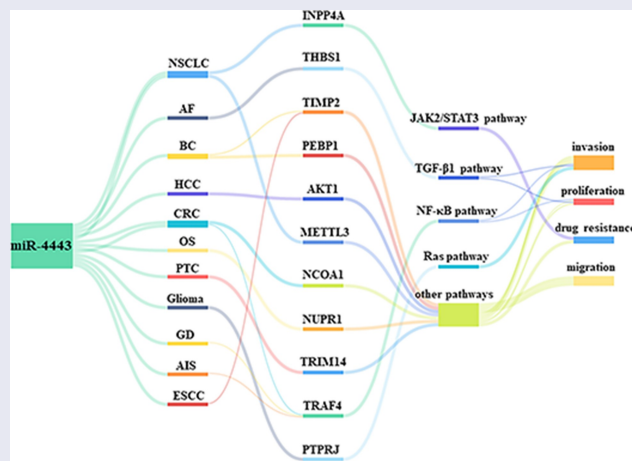 miR-4443
NSCLC
AF
BC
HCC
CRC
OS
PTC
Glioma
GD
AIS
ESCC
INPP4A
THBS1
TIMP2
PEBP1
AKT1
METTL3
NCOA1
NUPR1
TRIM14
TRAF4
PTPRJ
JAK2/STAT3 pathway
TGF-β1 pathway
NF-κB pathway
Ras pathway
other pathways
invasion
proliferation
drug resistance
migration